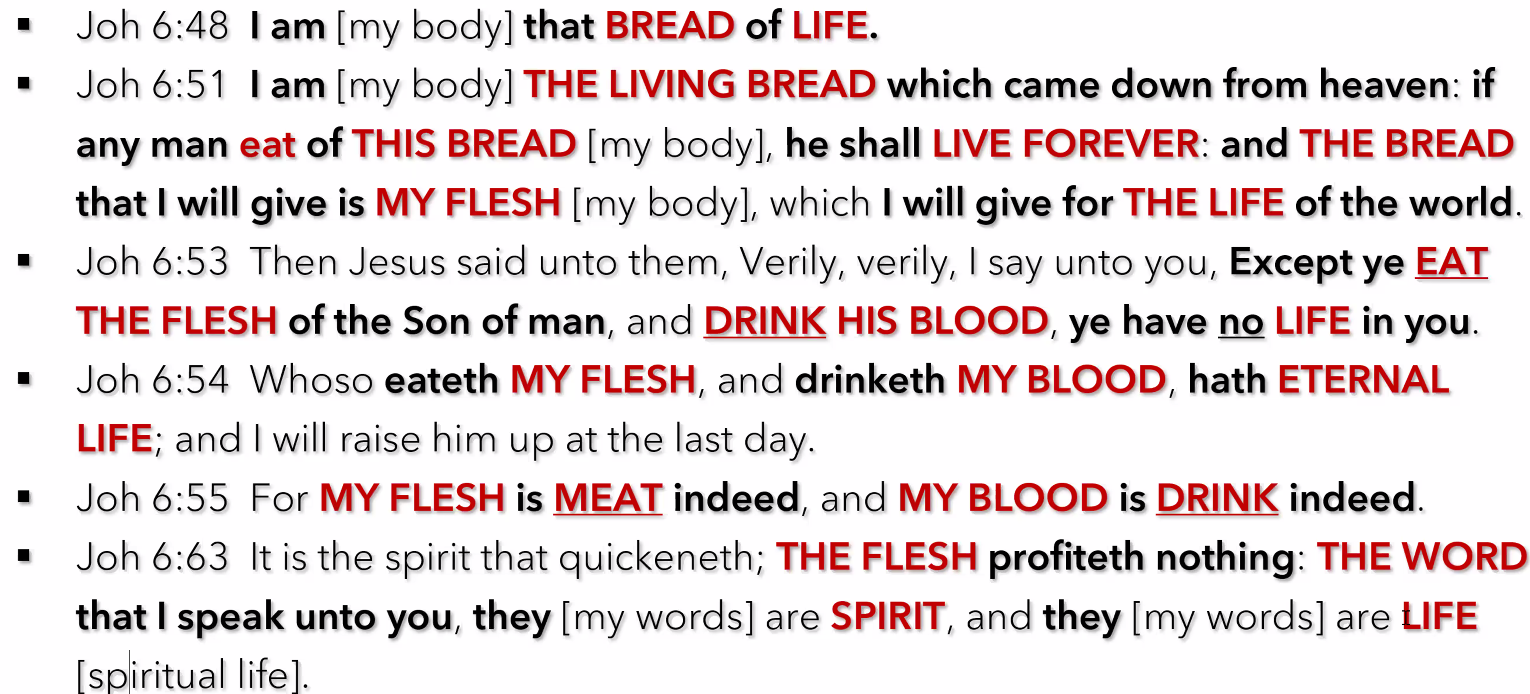 ▪ Joh 6:48 I am [my body] that BREAD of LIFE.
▪ Joh 6:51 I am [my body] THE LIVING BREAD which came down from heaven: if
any man eat of THIS BREAD [my body], he shall LIVE FOREVER: and THE BREAD
that I will give is MY FLESH [my body], which I will give for THE LIFE of the world.
▪ Joh 6:53 Then Jesus said unto them, Verily, verily, I say unto you, Except ye EAT
THE FLESH of the Son of man, and DRINK HIS BLOOD, ye have no LIFE in you.
▪ Joh 6:54 Whoso eateth MY FLESH, and drinketh MY BLOOD, hath ETERNAL
LIFE; and I will raise him up at the last day.
▪ Joh 6:55 For MY FLESH is MEAT indeed, and MY BLOOD is DRINK indeed.
▪ Joh 6:63 It is the spirit that quickeneth; THE FLESH profiteth nothing: THE WORD
that I speak unto you, they [my words] are SPIRIT, and they [my words] are LIFE
[spiritual life].